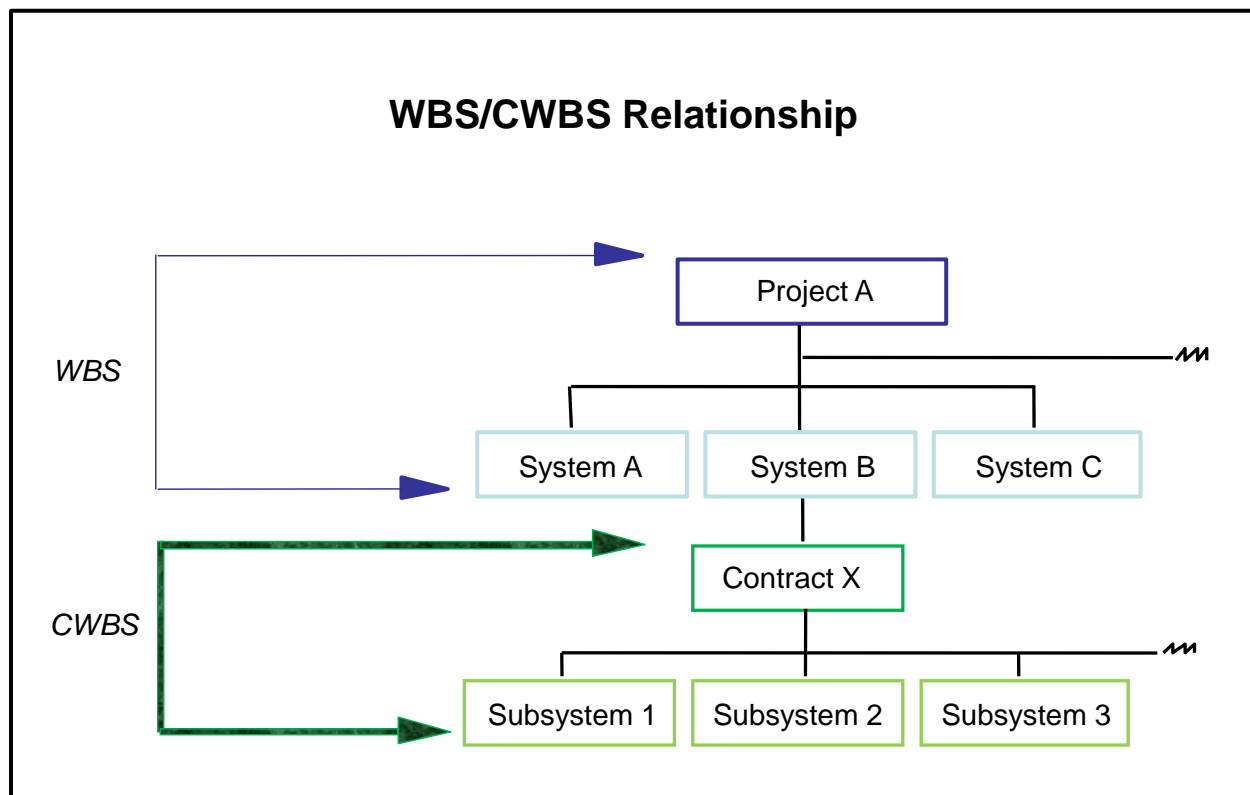 WBS/CWBS Relationship
Project A
WBS
System A
System B
System C
Contract X
CWBS
Subsystem 1
Subsystem 2
Subsystem 3